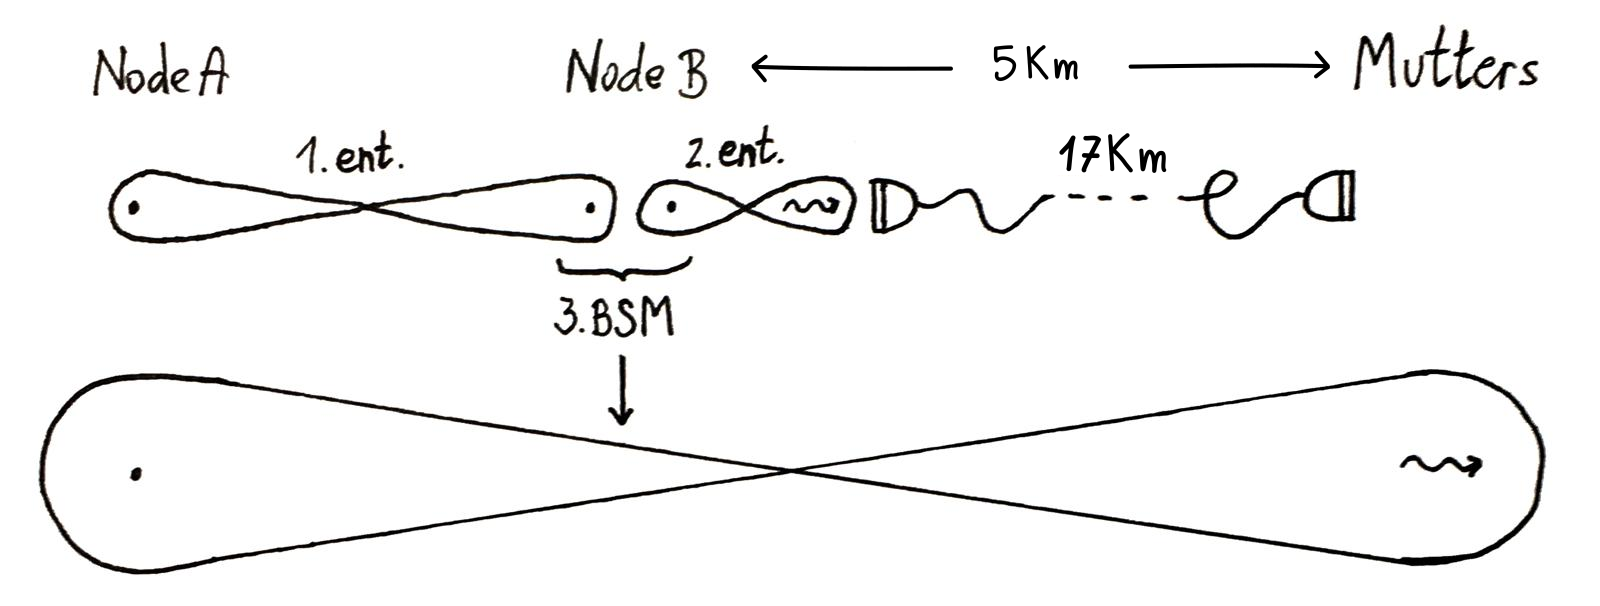 Node A Node B 5Km Mutters
1. ent. 2. ent. 17Km
3. BSM